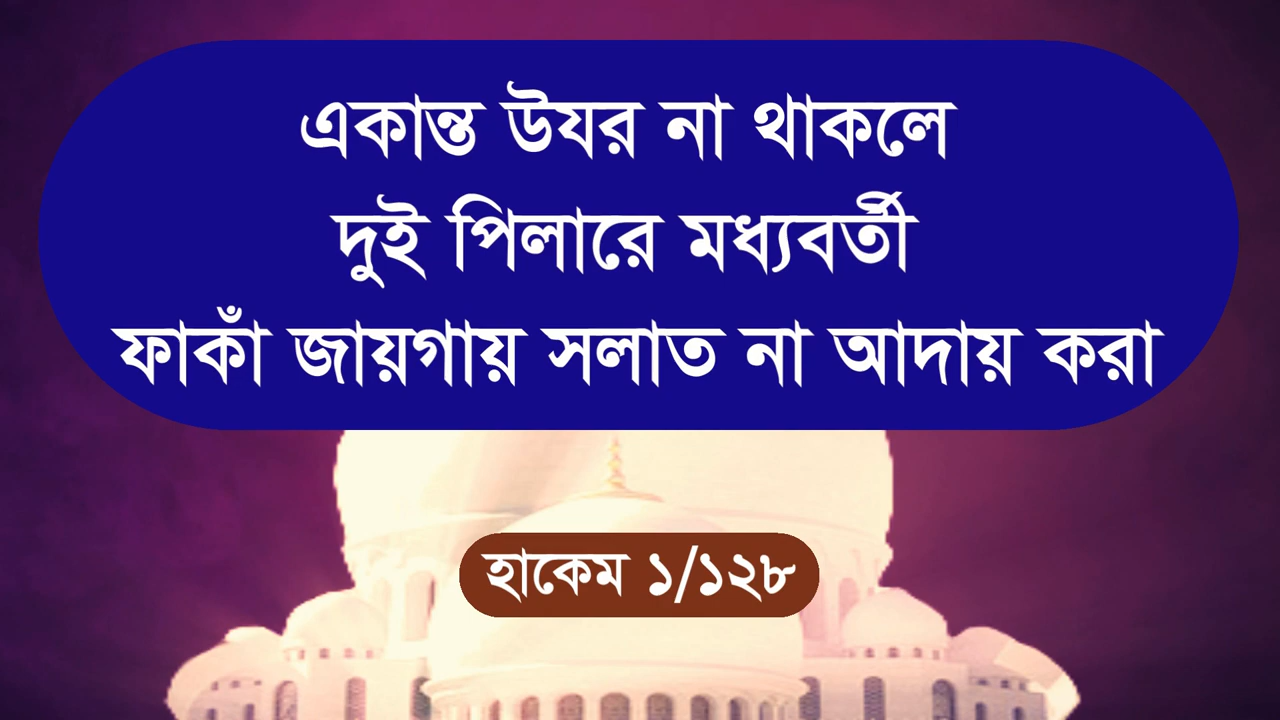 একান্ত উযর না থাকলে
দুই পিলারে মধ্যবর্তী
ফাকাঁ জায়গায় সলাত না আদায় করা
হাকেম ১/১২৮